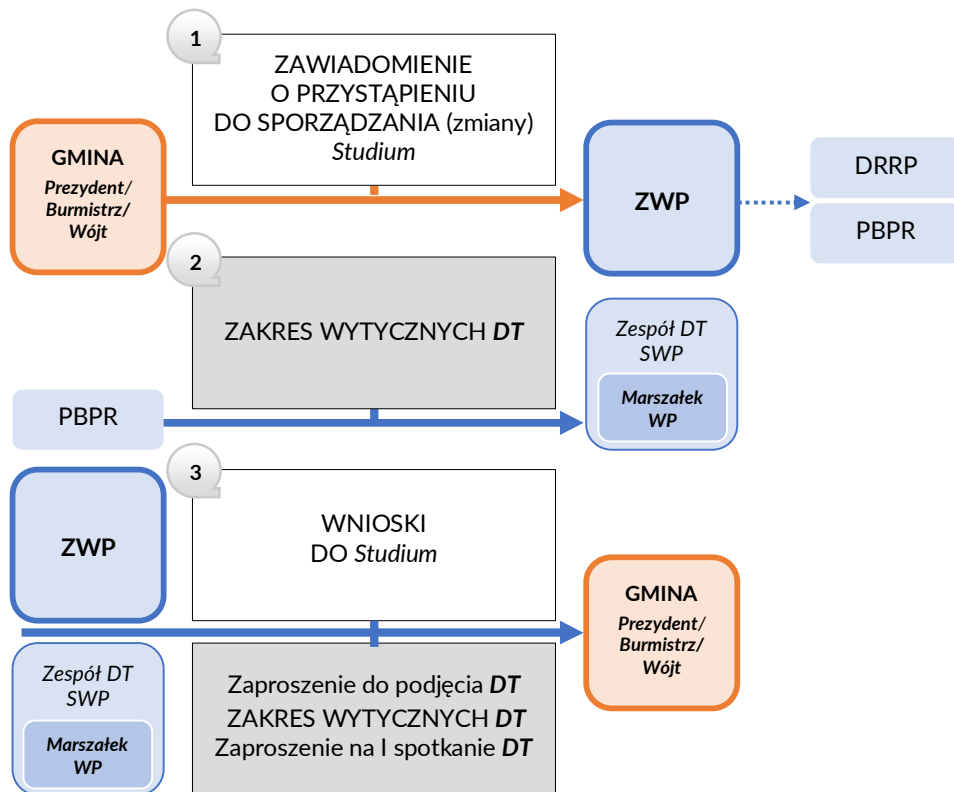 1
ZAWIADOMIENIE
O PRZYSTĄPIENIU
DO SPORZĄDZANIA (zmiany)
Studium
GMINA
Prezydent/
Burmistrz/
Wójt
ZWP
DRRP
PBPR
2
ZAKRES WYTYCZNYCH DT
Zespół DT
SWP
Marszałek
WP
PBPR
3
ZWP
WNIOSKI
DO Studium
GMINA
Prezydent/
Burmistrz/
Wójt
Zespół DT
SWP
Marszałek
WP
Zaproszenie do podjęcia DT
ZAKRES WYTYCZNYCH DT
Zaproszenie na I spotkanie DT